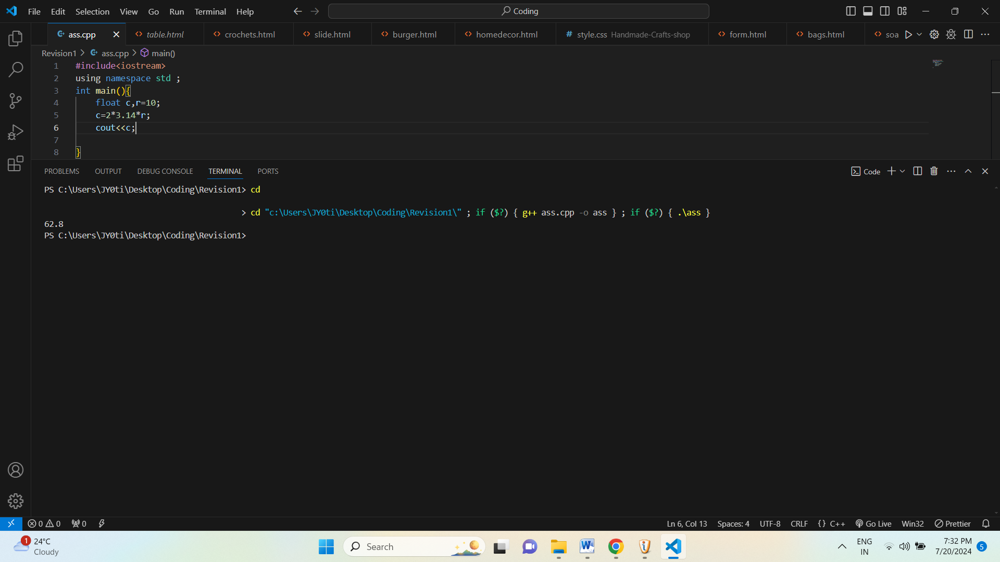 File Edit Selection View Go Run Terminal Help Coding
ass.cpp table.html crochets.html slide.html burger.html homedecor.html # style.css Handmade-Crafts-shop form.html bags.html soa
Revision1 > ass.cpp > main()
1 #include<iostream>
2 using namespace std ;
3 int main(){
4 float c,r=10;
5 c=2*3.14*r;
6 cout<<c;
7
8 }
PROBLEMS OUTPUT DEBUG CONSOLE TERMINAL PORTS Code
PS C:\Users\JY0ti\Desktop\Coding\Revision1> cd
> cd "c:\Users\JY0ti\Desktop\Coding\Revision1\" ; if ($?) { g++ ass.cpp -o ass } ; if ($?) { .\ass }
62.8
PS C:\Users\JY0ti\Desktop\Coding\Revision1>
0 0 0 Ln 6, Col 13 Spaces: 4 UTF-8 CRLF {} C++ Go Live Win32 Prettier
1 24°C Search ENG 7:32 PM
Cloudy IN 7/20/2024 5